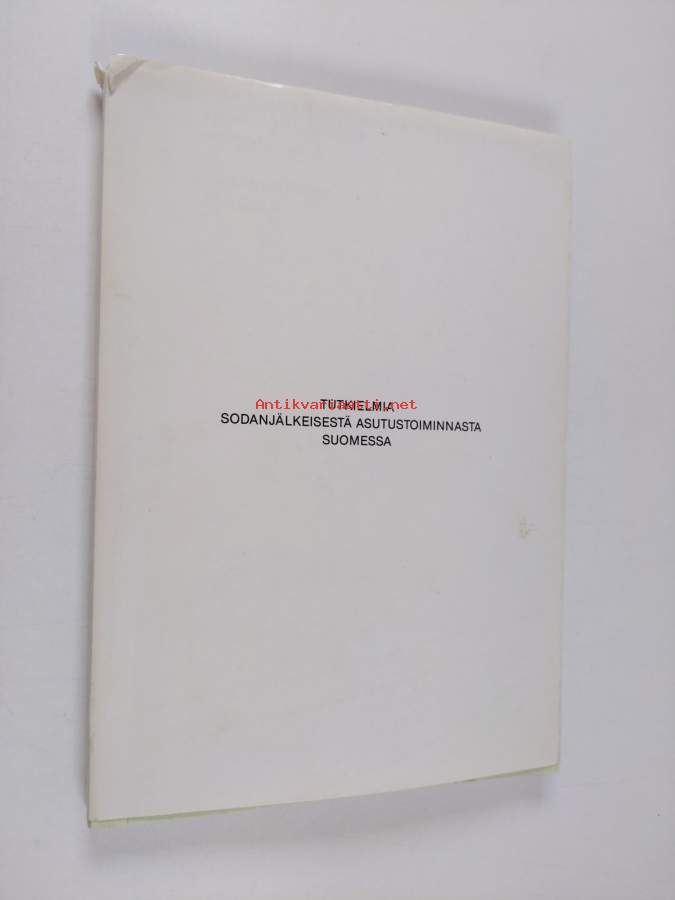 TUTKIELMIA
Antikvariaatti.net
SODANJÄLKEISESTÄ ASUTUSTOIMINNASTA
SUOMESSA